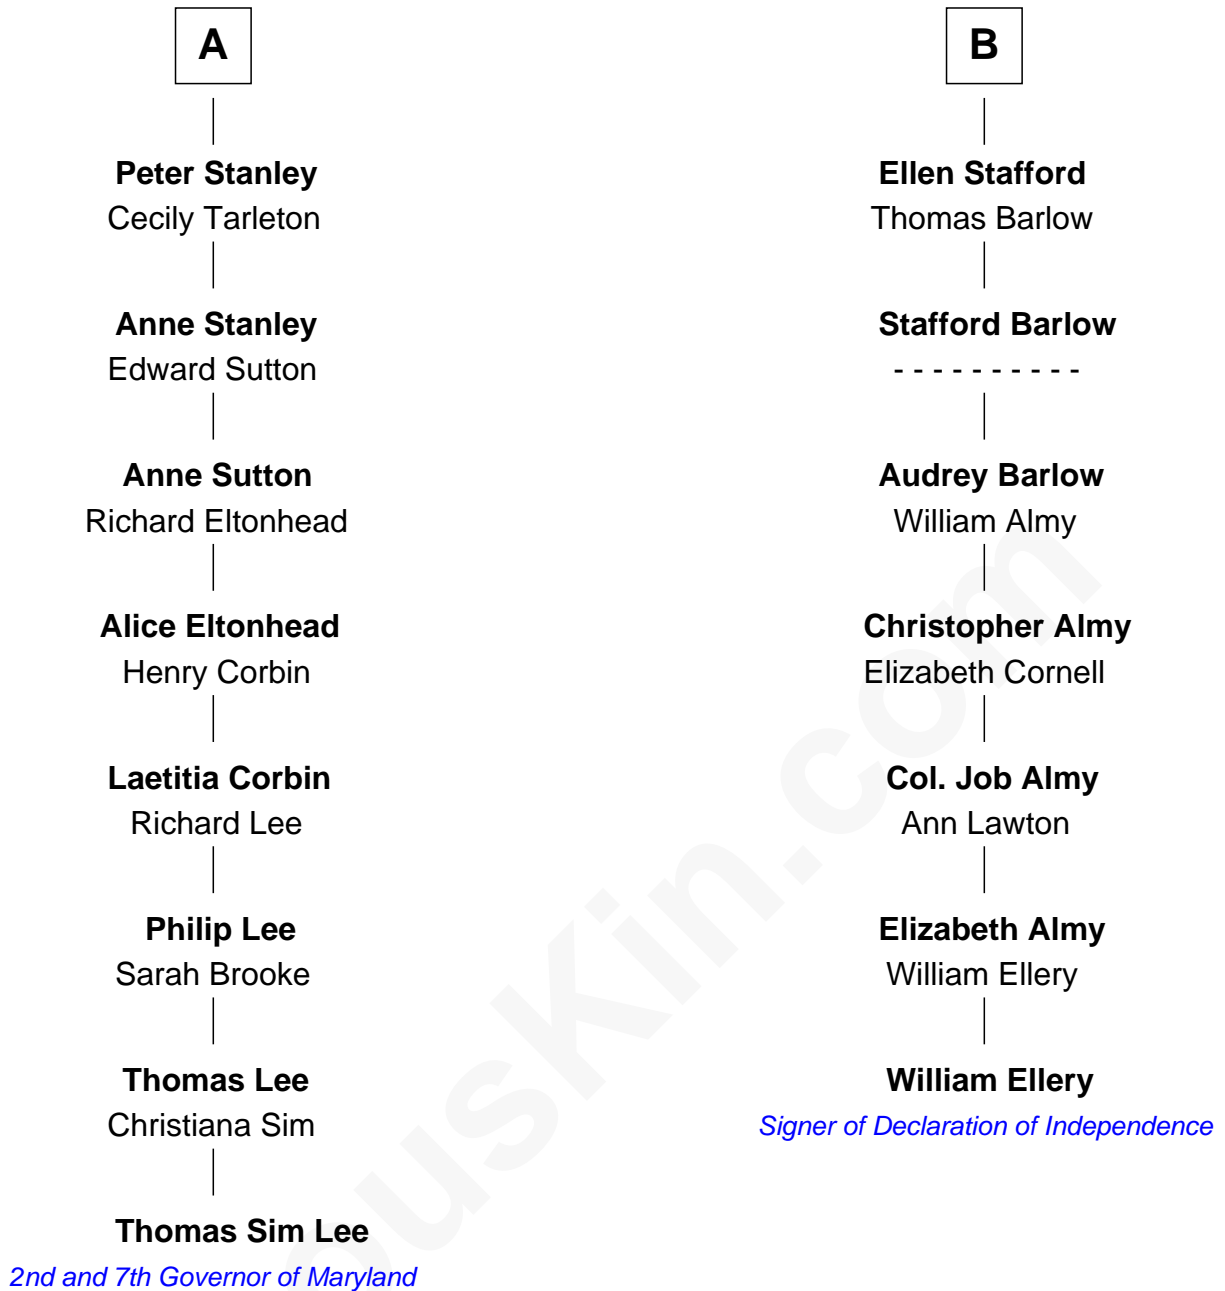 A
Peter Stanley
Cecily Tarleton
Anne Stanley
Edward Sutton
Anne Sutton
Richard Eltonhead
Alice Eltonhead
Henry Corbin
Laetitia Corbin
Richard Lee
Philip Lee
Sarah Brooke
Thomas Lee
Christiana Sim
Thomas Sim Lee
2nd and 7th Governor of Maryland
B
Ellen Stafford
Thomas Barlow
Stafford Barlow
- - - - - - - - - -
Audrey Barlow
William Almy
Christopher Almy
Elizabeth Cornell
Col. Job Almy
Ann Lawton
Elizabeth Almy
William Ellery
William Ellery
Signer of Declaration of Independence
ousKin.com